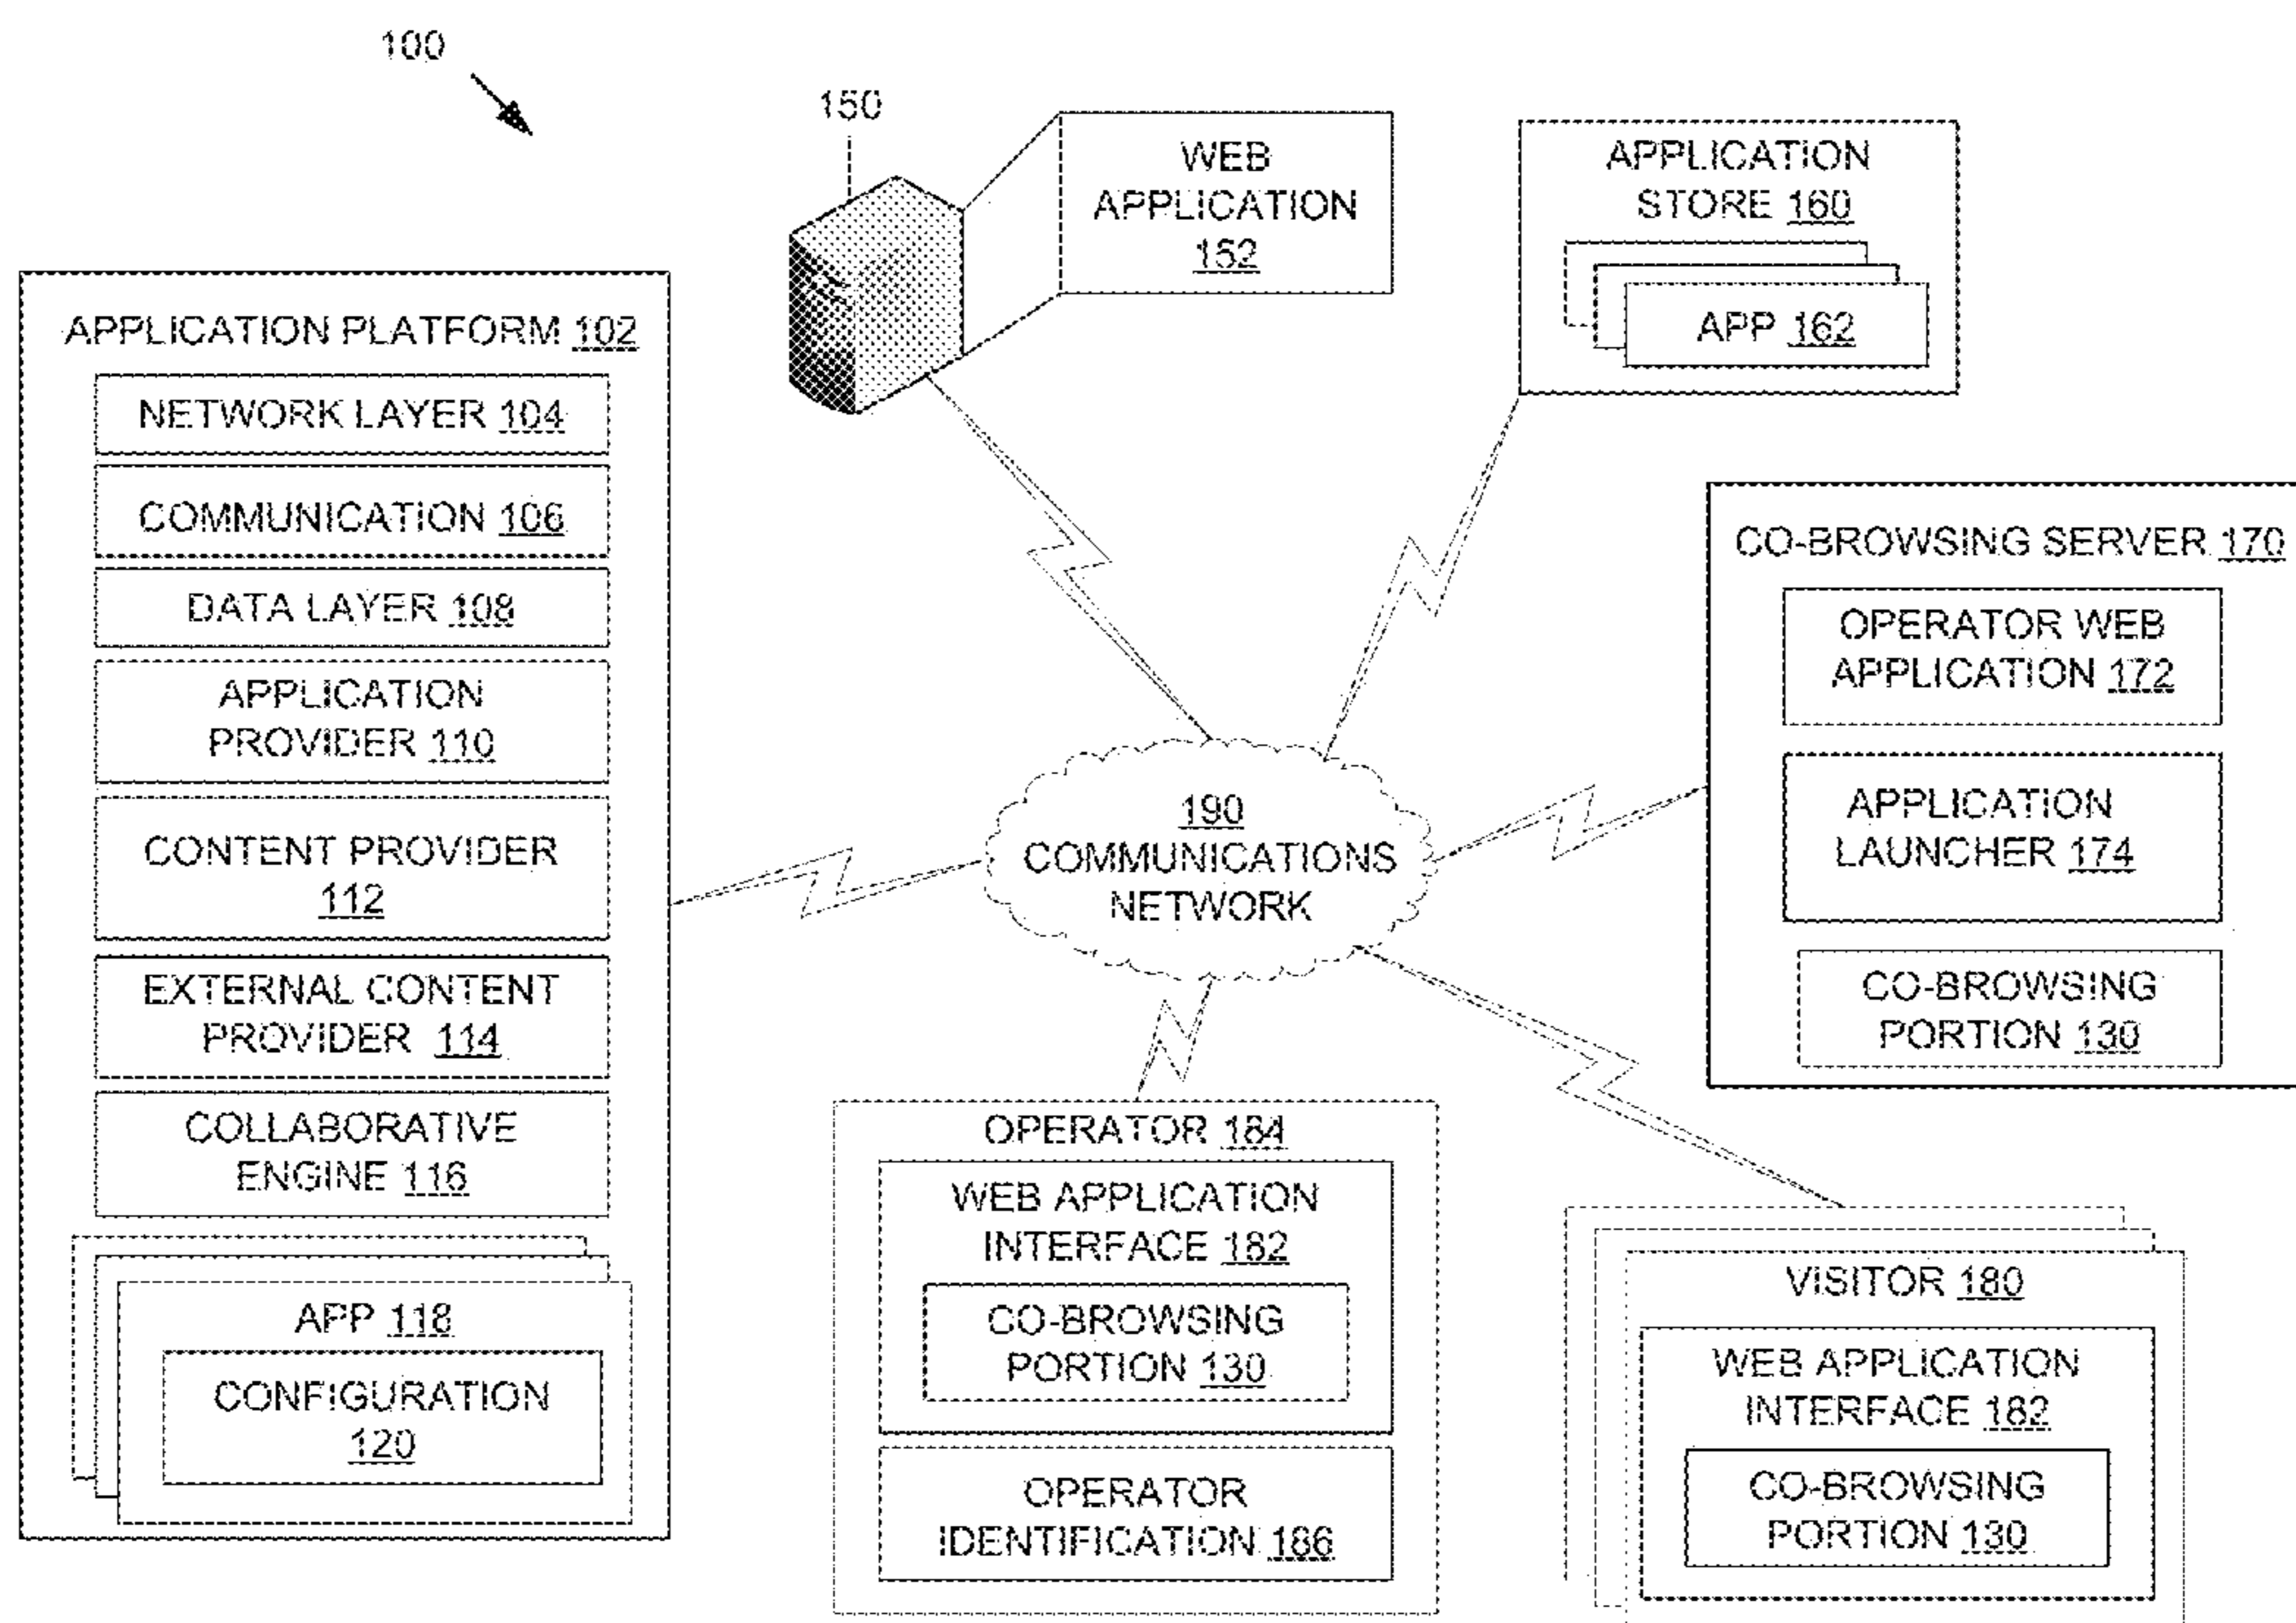 100
150
WEB
APPLICATION
152
APPLICATION
STORE 160
APP 162
APPLICATION PLATFORM 102
NETWORK LAYER 104
COMMUNICATION 106
DATA LAYER 108
APPLICATION
PROVIDER 110
CONTENT PROVIDER
112
EXTERNAL CONTENT
PROVIDER 114
COLLABORATIVE
ENGINE 116
APP 118
CONFIGURATION
120
190
COMMUNICATIONS
NETWORK
CO-BROWSING SERVER 170
OPERATOR WEB
APPLICATION 172
APPLICATION
LAUNCHER 174
CO-BROWSING
PORTION 130
OPERATOR 184
WEB APPLICATION
INTERFACE 182
CO-BROWSING
PORTION 130
OPERATOR
IDENTIFICATION 186
VISITOR 180
WEB APPLICATION
INTERFACE 182
CO-BROWSING
PORTION 130